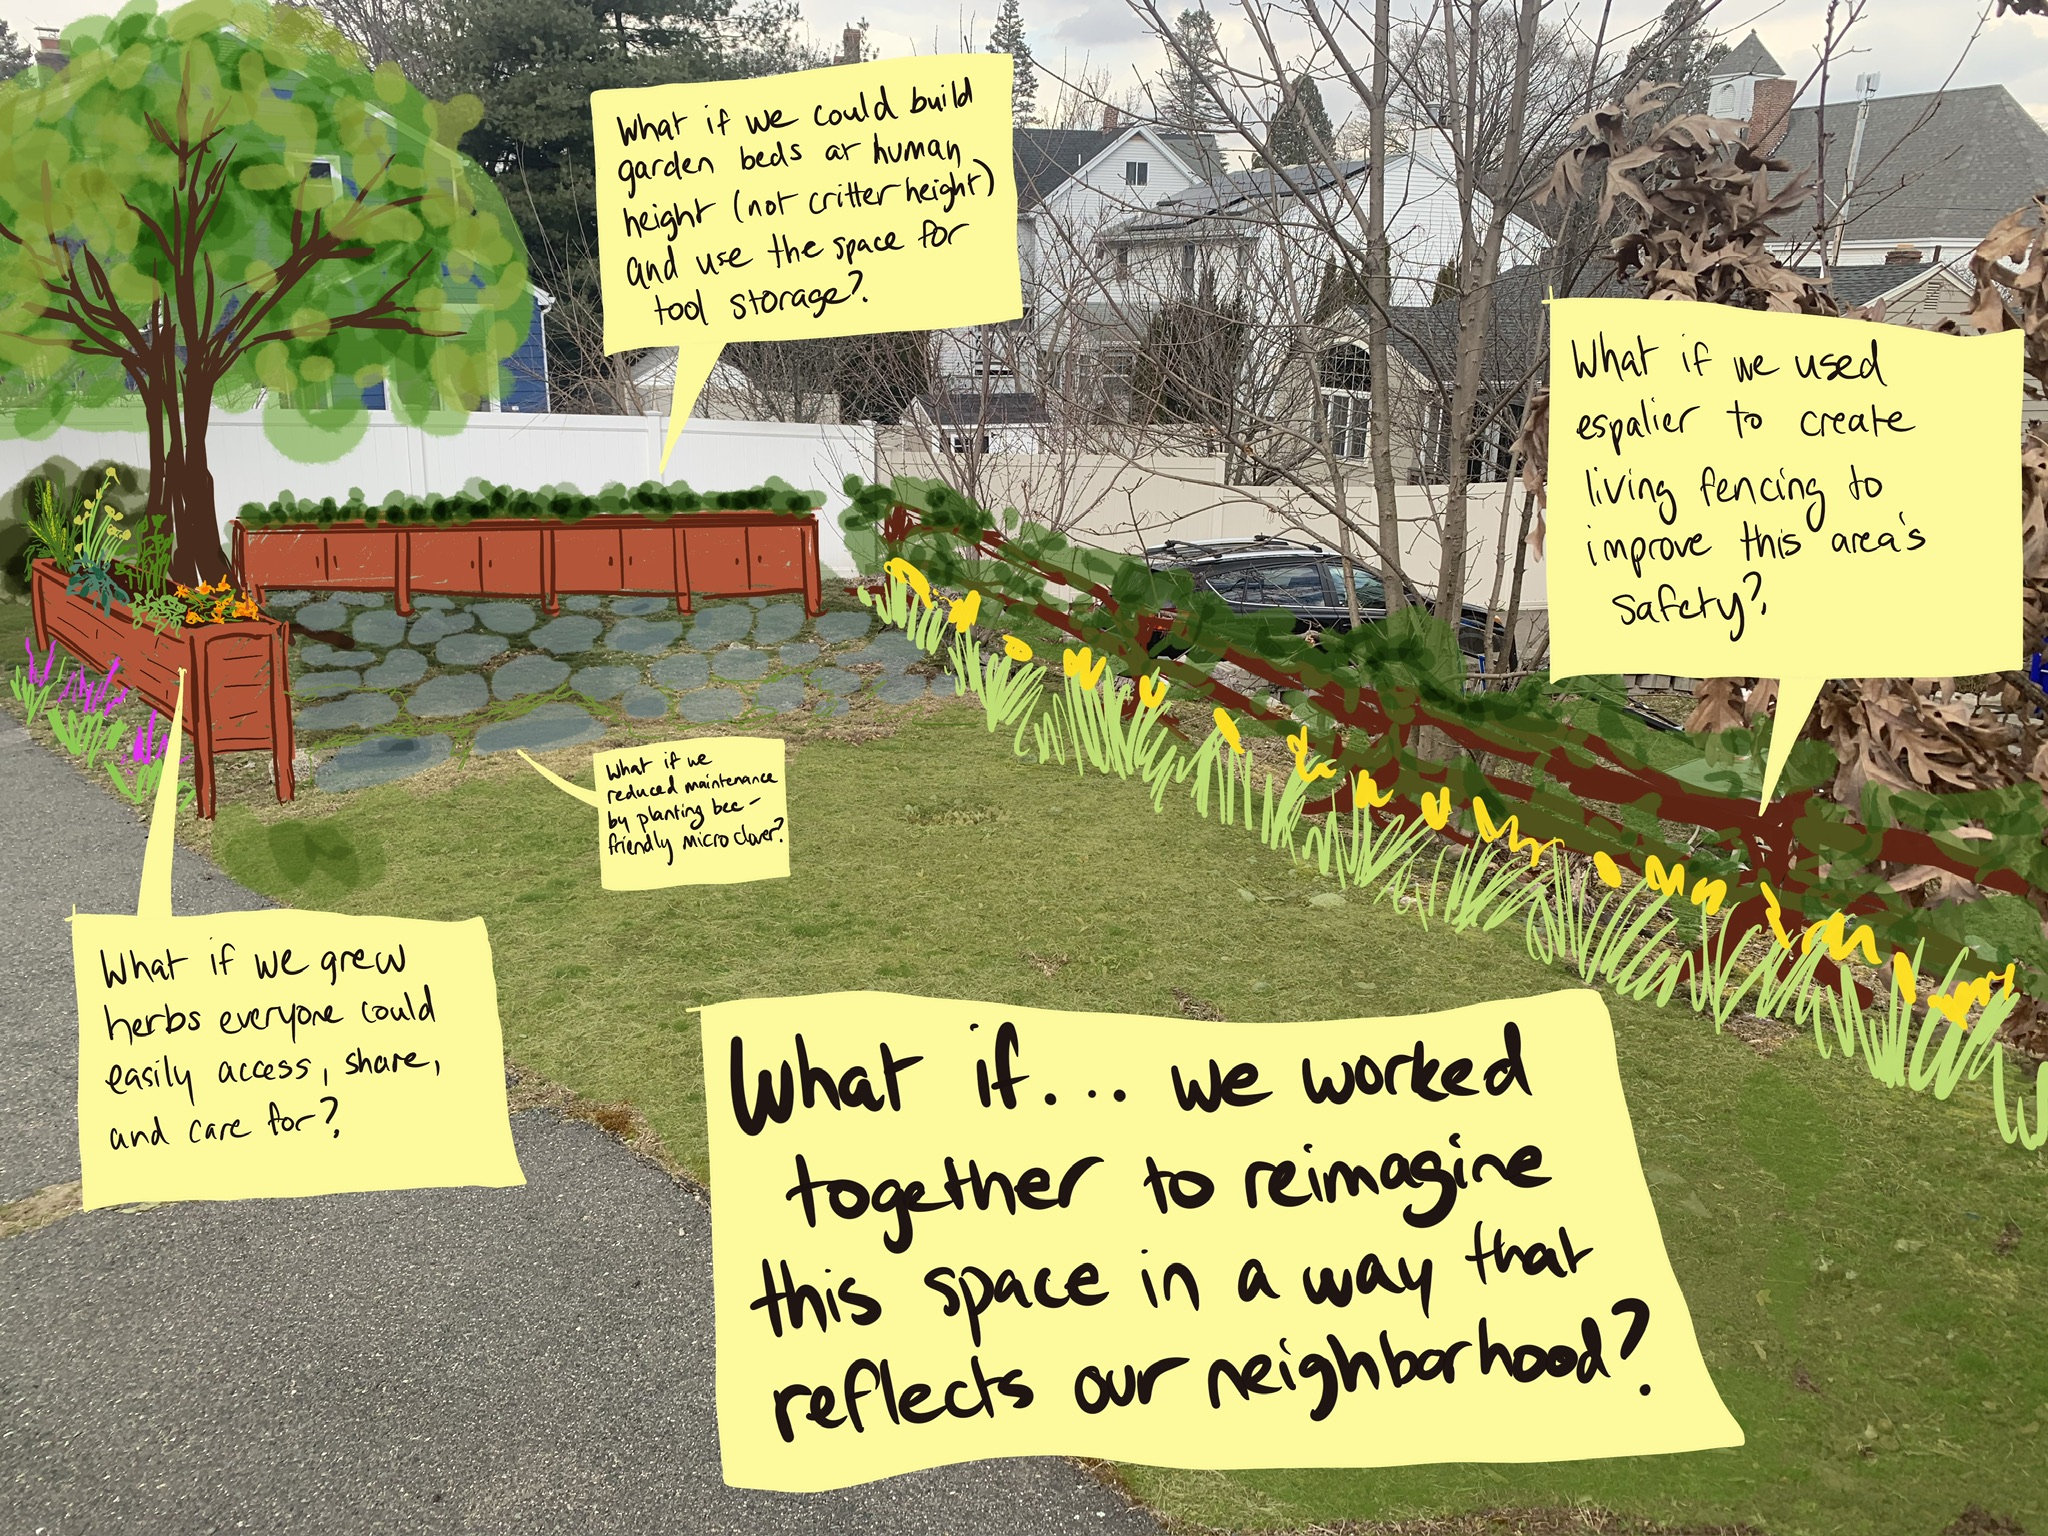 What if we could build
garden beds at human
height (not critter height)
and use the space for
tool storage?
What if we used
espalier to create
living fencing to
improve this area's
safety?
What if we
reduced maintenance
by planting bee-
friendly micro clover?
What if we grew
herbs everyone could
easily access, share,
and care for?
What if... we worked
together to reimagine
this space in a way that
reflects our neighborhood?